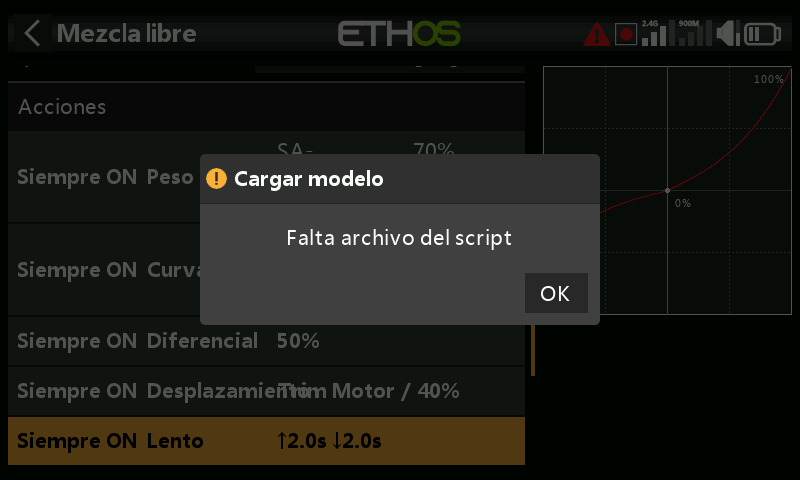 Mezcla libre
ETHOS
2.4G
900M
Acciones
100%
SA-
70%
Siempre ON Peso
Cargar modelo
0%
Falta archivo del script
Siempre ON Curva
OK
Siempre ON Diferencial 50%
Siempre ON Desplazamiento Trim Motor / 40%
Siempre ON Lento ↑2.0s ↓2.0s